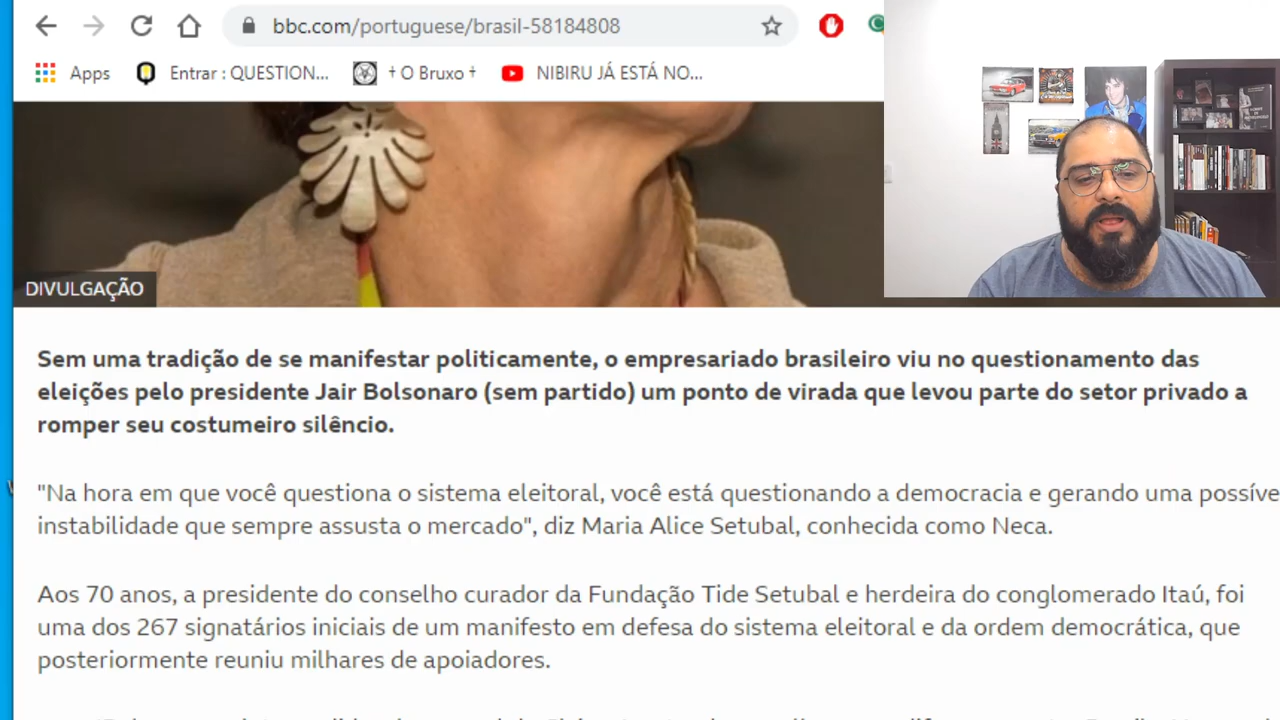 bbc.com/portuguese/brasil-58184808
Apps Entrar : QUESTION... † O Bruxo † NIBIRU JÁ ESTÁ NO...
DIVULGAÇÃO
Sem uma tradição de se manifestar politicamente, o empresariado brasileiro viu no questionamento das
eleições pelo presidente Jair Bolsonaro (sem partido) um ponto de virada que levou parte do setor privado a
romper seu costumeiro silêncio.
"Na hora em que você questiona o sistema eleitoral, você está questionando a democracia e gerando uma possíve
instabilidade que sempre assusta o mercado", diz Maria Alice Setubal, conhecida como Neca.
Aos 70 anos, a presidente do conselho curador da Fundação Tide Setubal e herdeira do conglomerado Itaú, foi
uma dos 267 signatários iniciais de um manifesto em defesa do sistema eleitoral e da ordem democrática, que
posteriormente reuniu milhares de apoiadores.